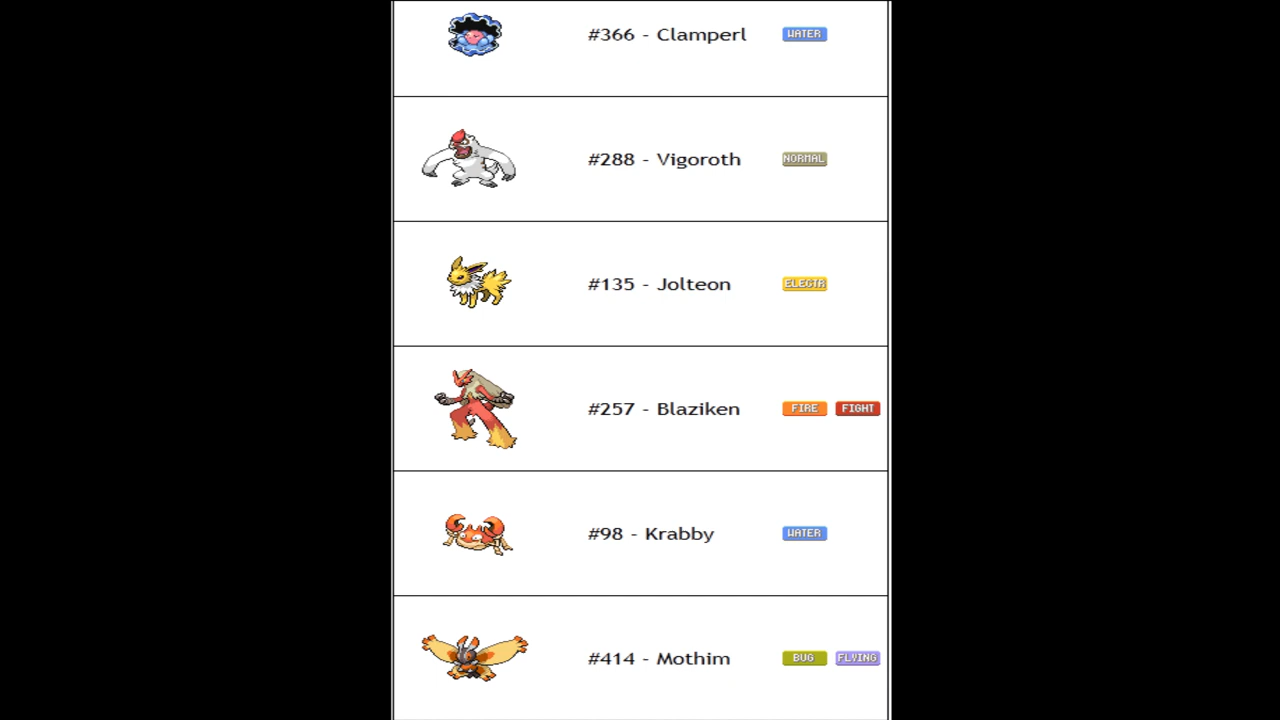 #366 - Clamperl WATER
#288 - Vigoroth NORMAL
#135 - Jolteon ELECTR
#257 - Blaziken FIRE FIGHT
#98 - Krabby WATER
#414 - Mothim BUG FLYING